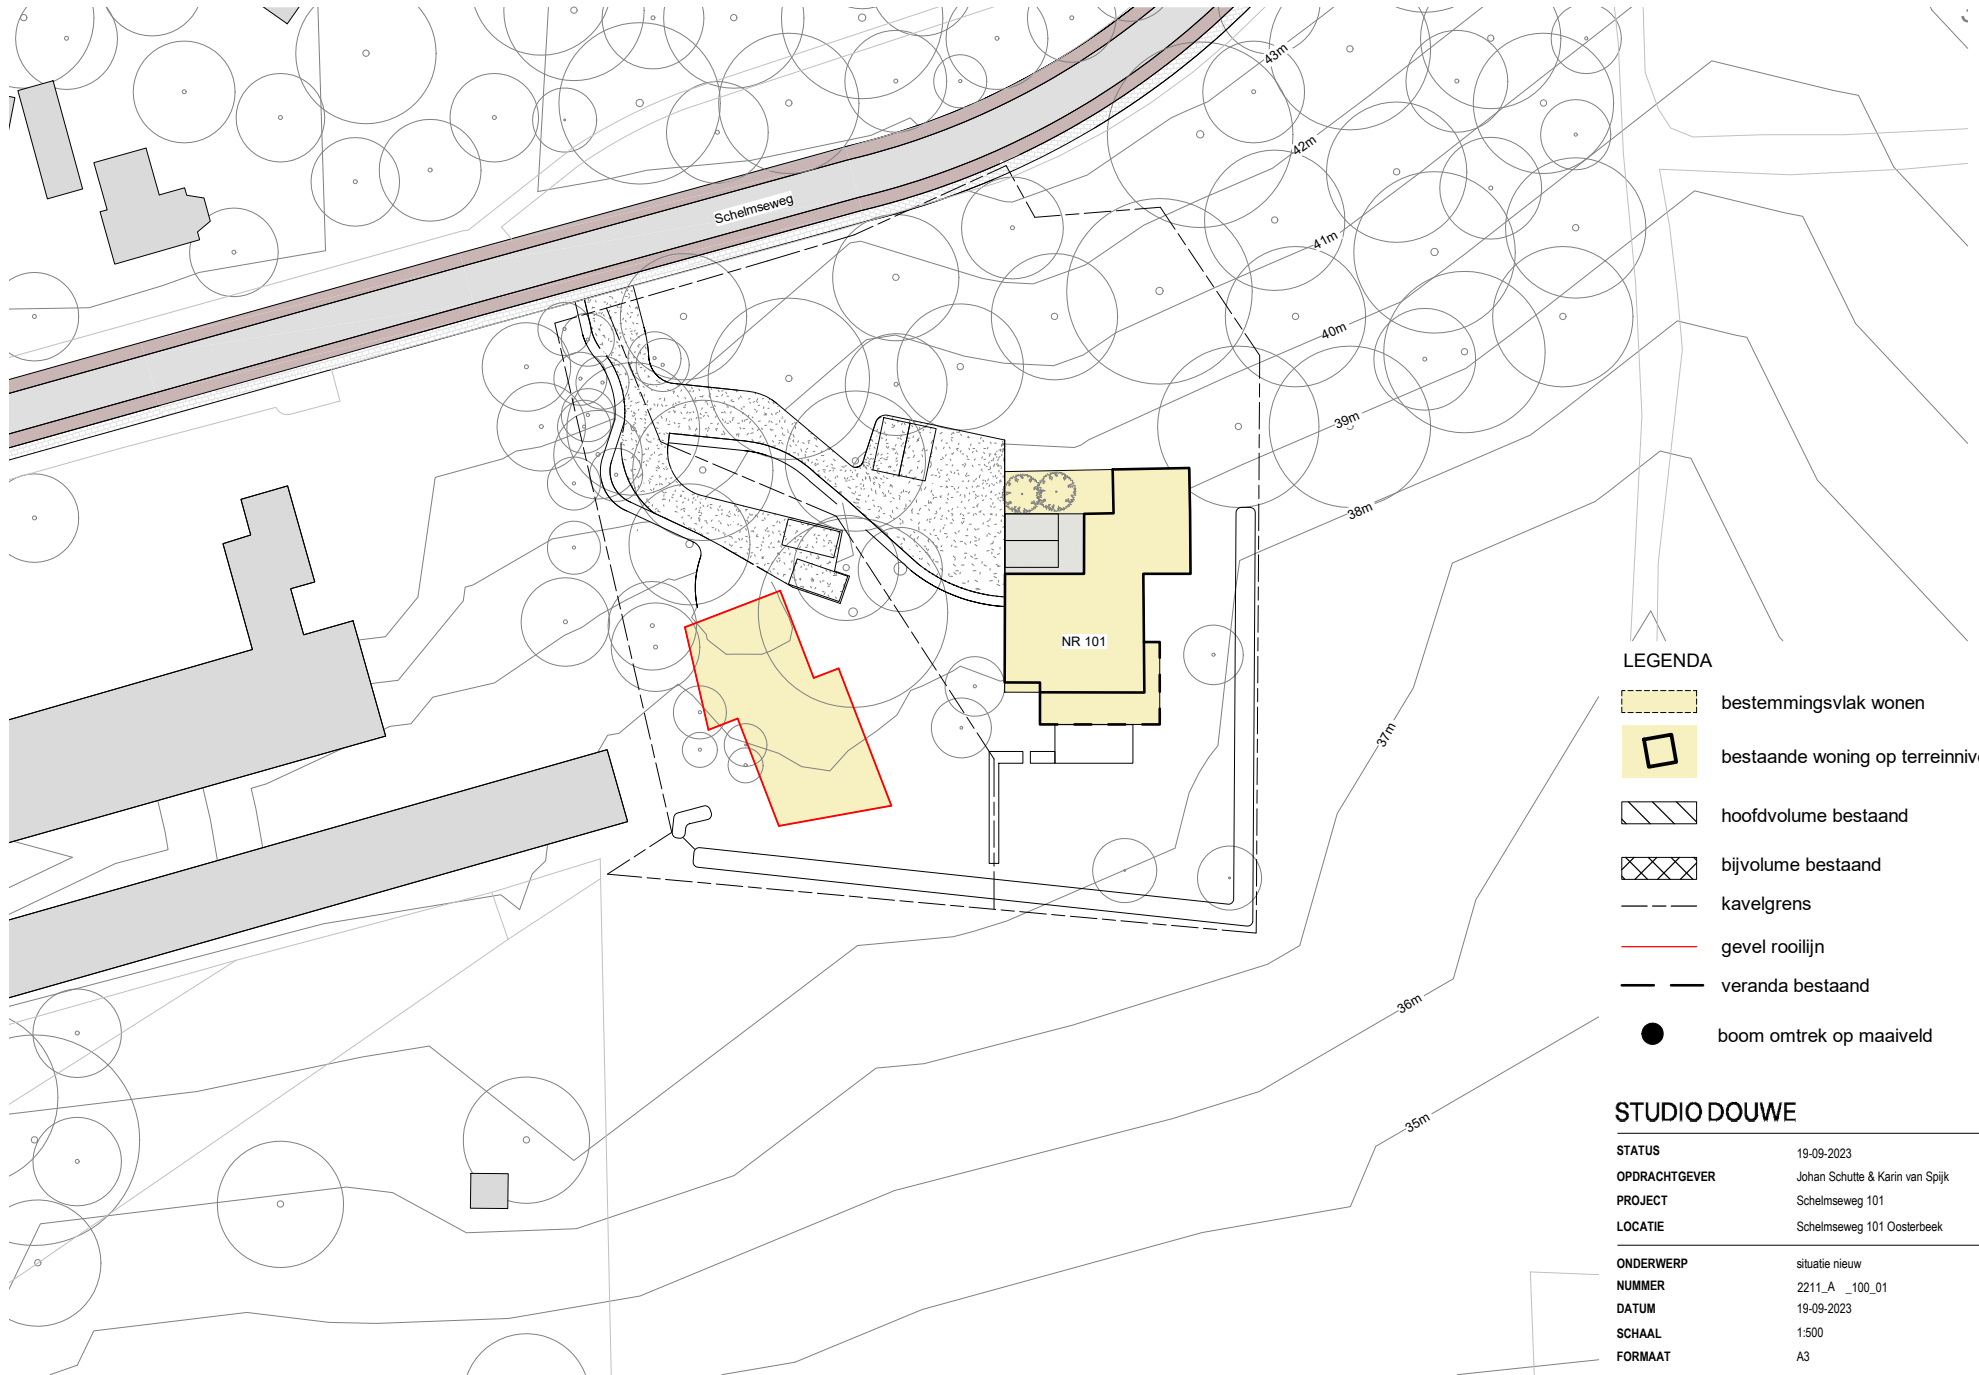 43m
42m
Schelmseweg
41m
40m
39m
38m
NR 101
37m
36m
35m
LEGENDA
bestemmingsvlak wonen
bestaande woning op terreinnive
hoofdvolume bestaand
bijvolume bestaand
kavelgrens
gevel rooilijn
veranda bestaand
boom omtrek op maaiveld
STUDIO DOUWE
STATUS 19-09-2023
OPDRACHTGEVER Johan Schutte & Karin van Spijk
PROJECT Schelmseweg 101
LOCATIE Schelmseweg 101 Oosterbeek
ONDERWERP situatie nieuw
NUMMER 2211_A _100_01
DATUM 19-09-2023
SCHAAL 1:500
FORMAAT A3